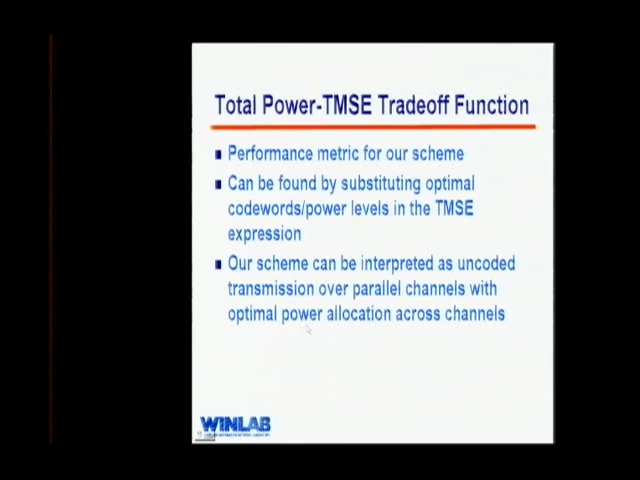 Total Power-TMSE Tradeoff Function
Performance metric for our scheme
Can be found by substituting optimal
codewords/power levels in the TMSE
expression
Our scheme can be interpreted as uncoded
transmission over parallel channels with
optimal power allocation across channels
WINLAB